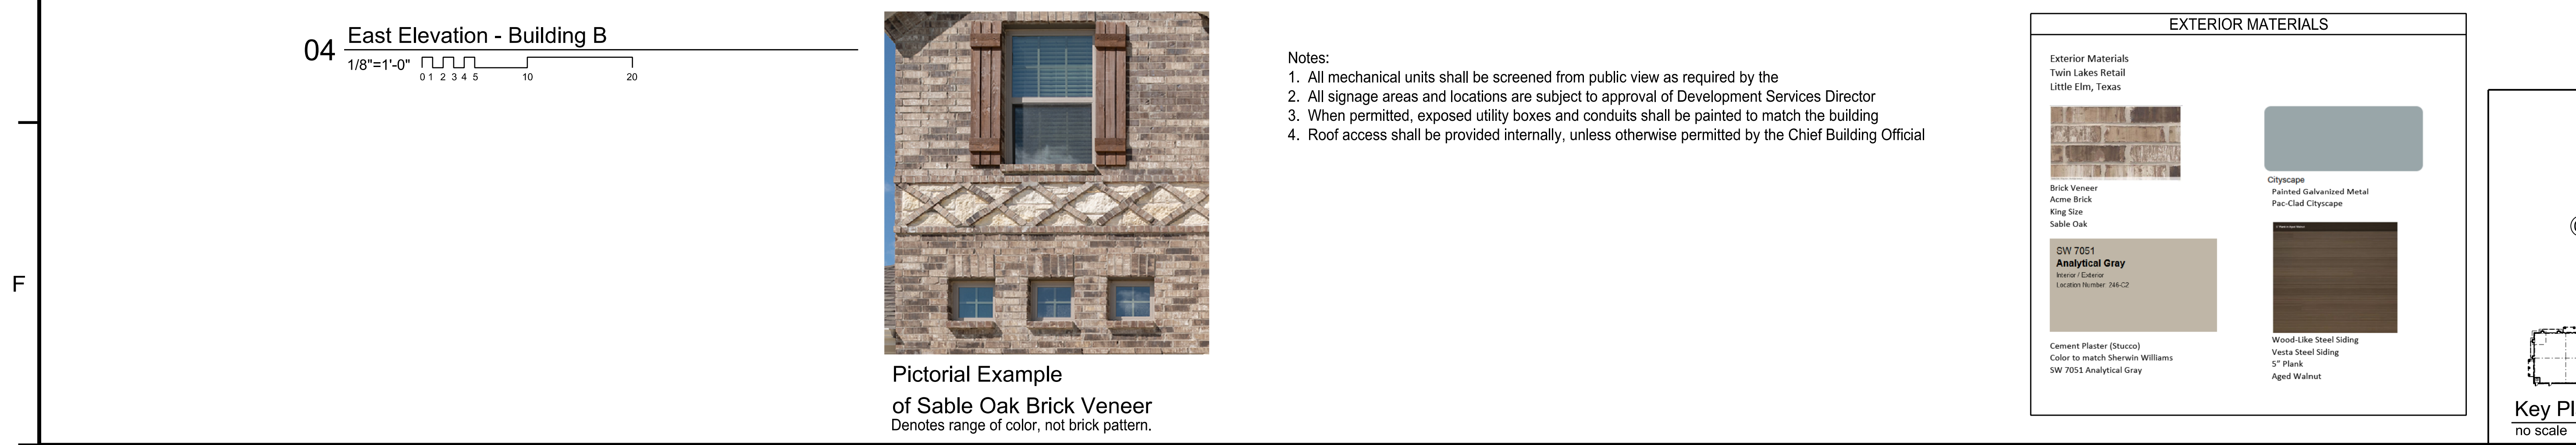 04
East Elevation - Building B
1/8"=1'-0"
0 1 2 3 4 5 10 20
F
Pictorial Example
of Sable Oak Brick Veneer
Denotes range of color, not brick pattern.
Notes:
1. All mechanical units shall be screened from public view as required by the
2. All signage areas and locations are subject to approval of Development Services Director
3. When permitted, exposed utility boxes and conduits shall be painted to match the building
4. Roof access shall be provided internally, unless otherwise permitted by the Chief Building Official
EXTERIOR MATERIALS
Exterior Materials
Twin Lakes Retail
Little Elm, Texas
Brick Veneer
Acme Brick
King Size
Sable Oak
SW 7051
Analytical Gray
Interior / Exterior
Location Number: 246-C2
Cement Plaster (Stucco)
Color to match Sherwin Williams
SW 7051 Analytical Gray
Cityscape
Painted Galvanized Metal
Pac-Clad Cityscape
Wood-Like Steel Siding
Vesta Steel Siding
5" Plank
Aged Walnut
Key Pl
no scale